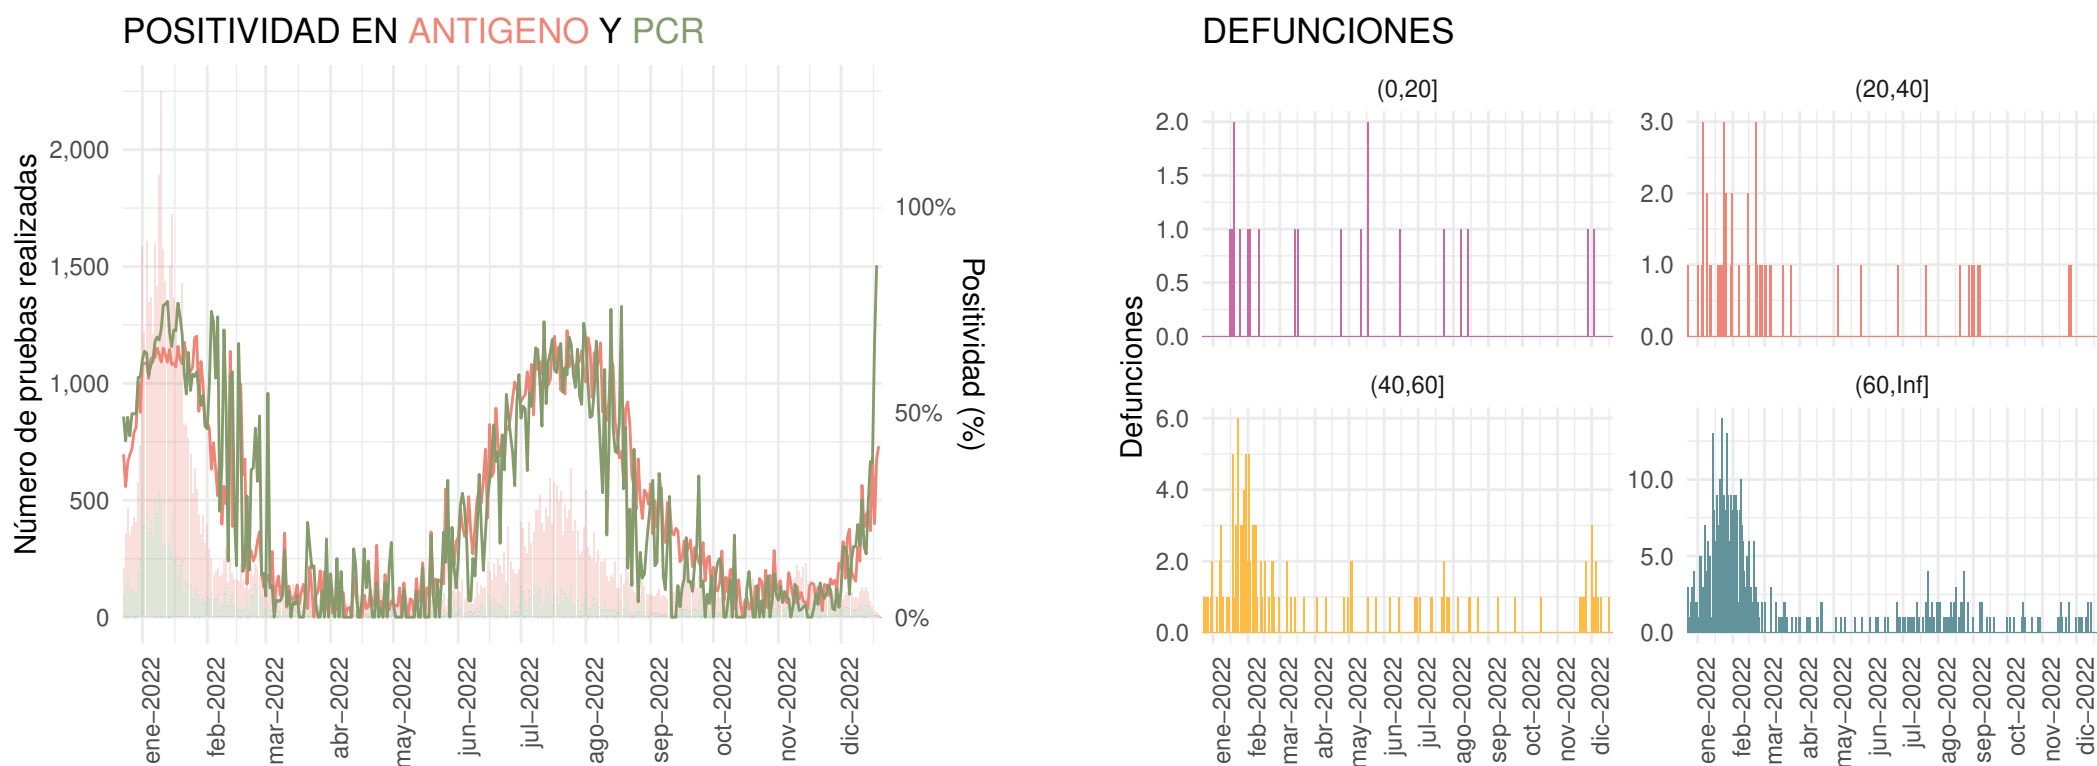 POSITIVIDAD EN ANTIGENO Y PCR
Número de pruebas realizadas
2,000
1,500
1,000
500
0
100%
50%
0%
Positividad (%)
ene−2022
feb−2022
mar−2022
abr−2022
may−2022
jun−2022
jul−2022
ago−2022
sep−2022
oct−2022
nov−2022
dic−2022
DEFUNCIONES
Defunciones
(0,20]
2.0
1.5
1.0
0.5
0.0
(20,40]
3.0
2.0
1.0
0.0
(40,60]
6.0
4.0
2.0
0.0
(60,Inf]
10.0
5.0
0.0
ene−2022
feb−2022
mar−2022
abr−2022
may−2022
jun−2022
jul−2022
ago−2022
sep−2022
oct−2022
nov−2022
dic−2022
ene−2022
feb−2022
mar−2022
abr−2022
may−2022
jun−2022
jul−2022
ago−2022
sep−2022
oct−2022
nov−2022
dic−2022